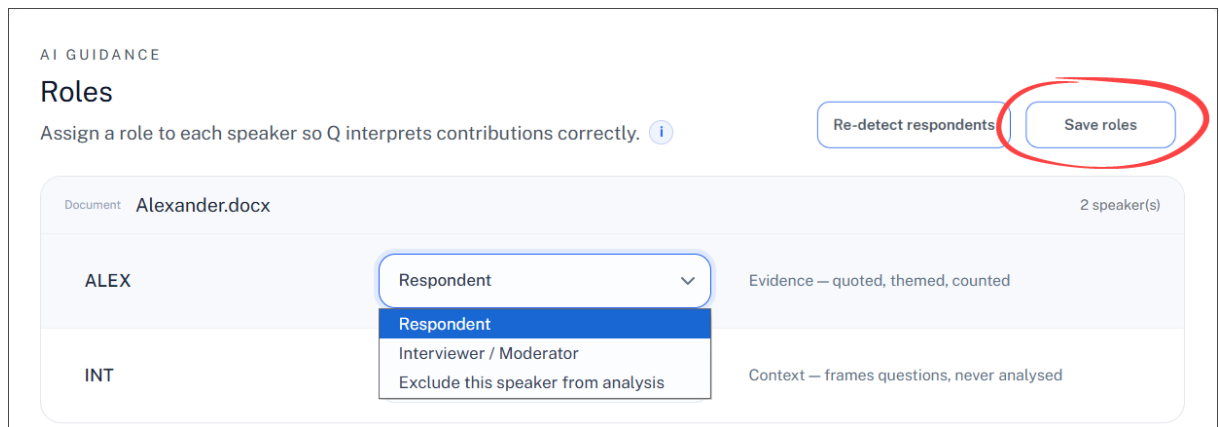 AI GUIDANCE
Roles
Assign a role to each speaker so Q interprets contributions correctly. i
Re-detect respondents
Save roles
Document Alexander.docx
2 speaker(s)
ALEX
Respondent
Evidence — quoted, themed, counted
Respondent
Interviewer / Moderator
Exclude this speaker from analysis
INT
Context — frames questions, never analysed